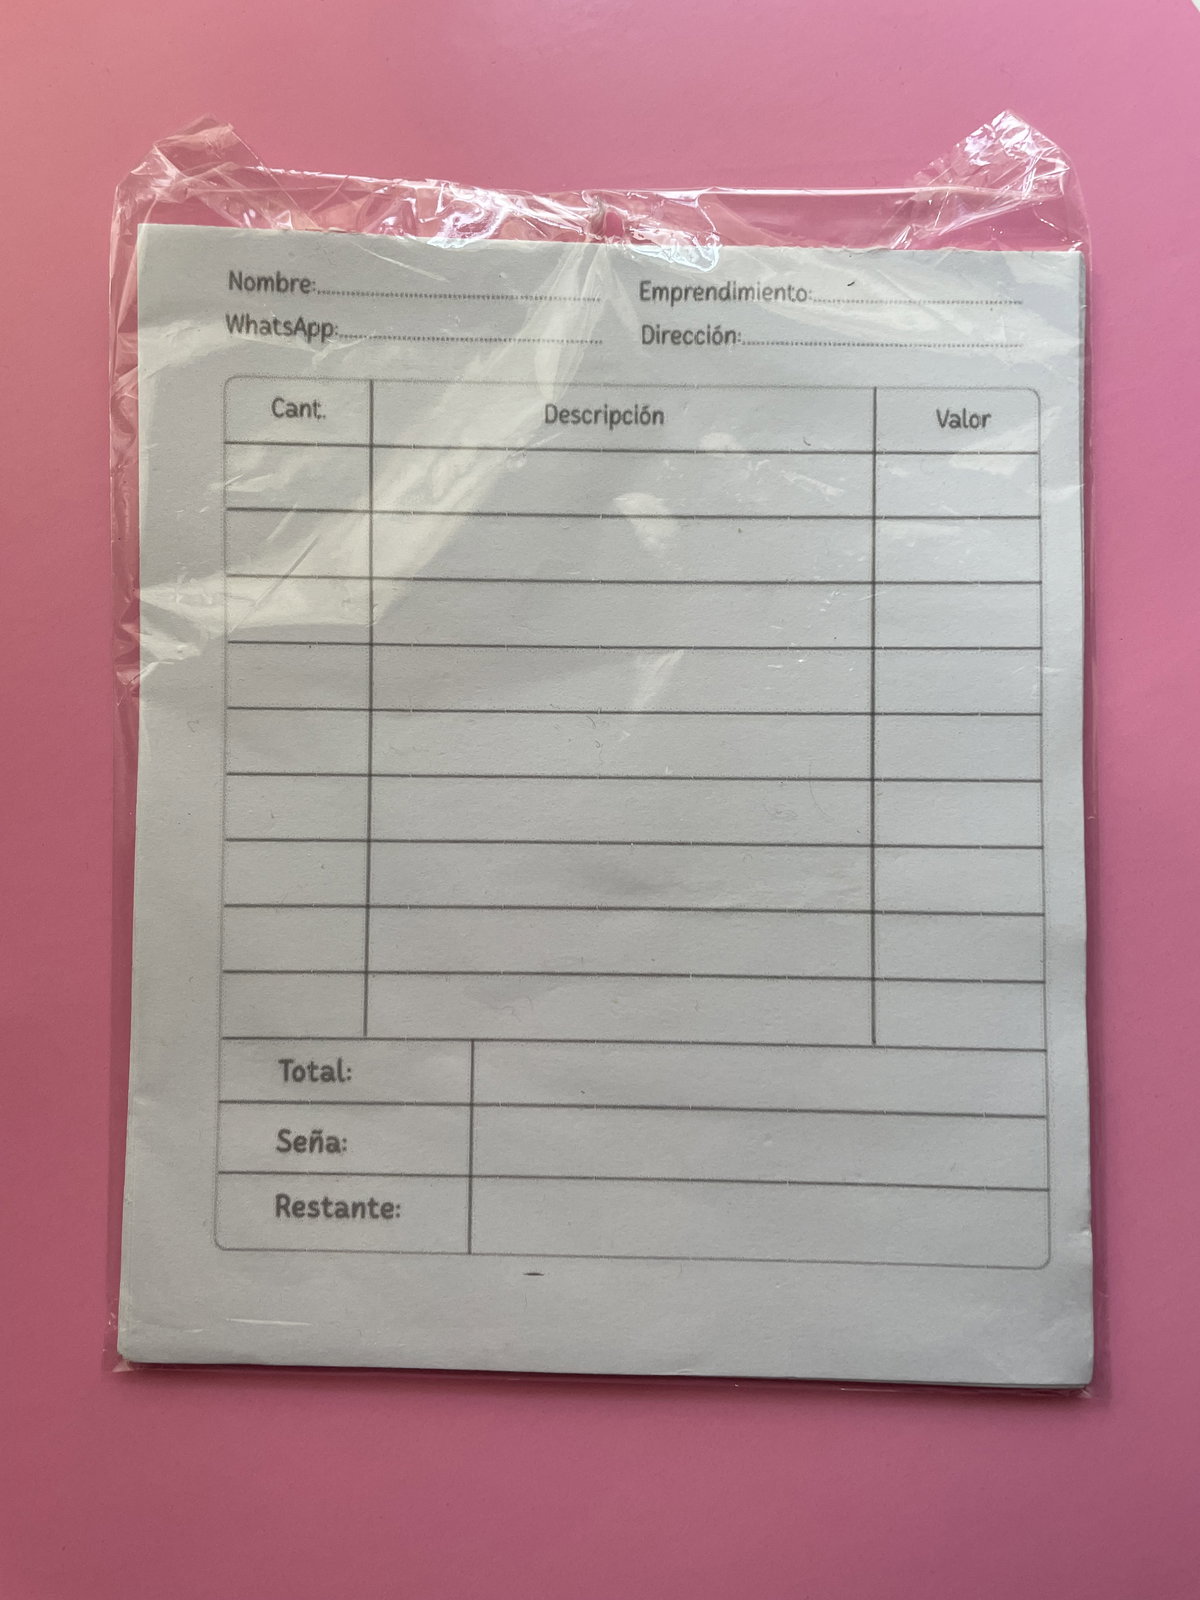 Nombre:
Emprendimiento:
WhatsApp:
Dirección:
Cant.
Descripción
Valor
Total:
Seña:
Restante: